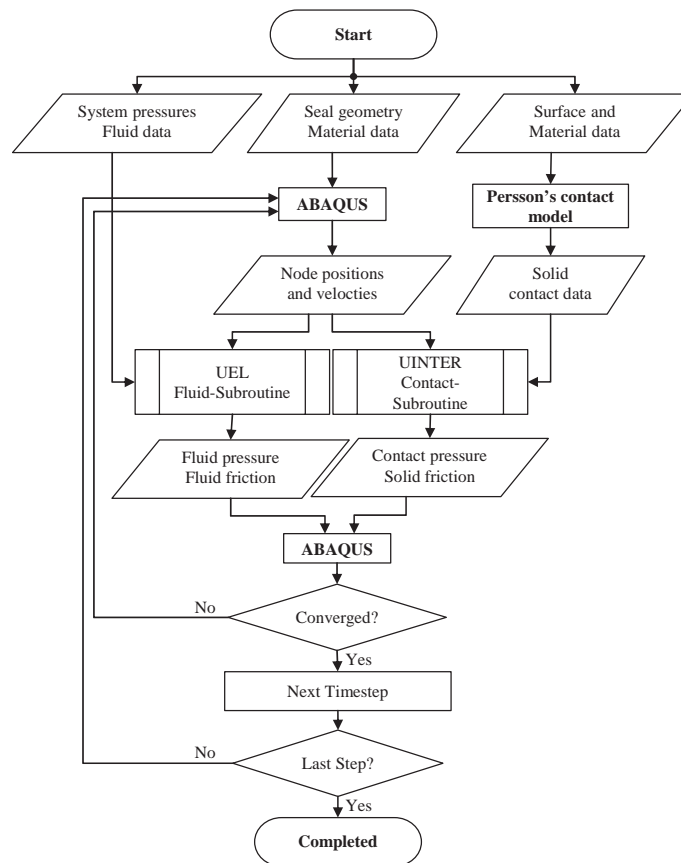 Start
System pressures
Fluid data
Seal geometry
Material data
Surface and
Material data
ABAQUS
Persson's contact
model
Node positions
and velocties
Solid
contact data
UEL
Fluid-Subroutine
UINTER
Contact-
Subroutine
Fluid pressure
Fluid friction
Contact pressure
Solid friction
ABAQUS
No
Converged?
Yes
Next Timestep
No
Last Step?
Yes
Completed